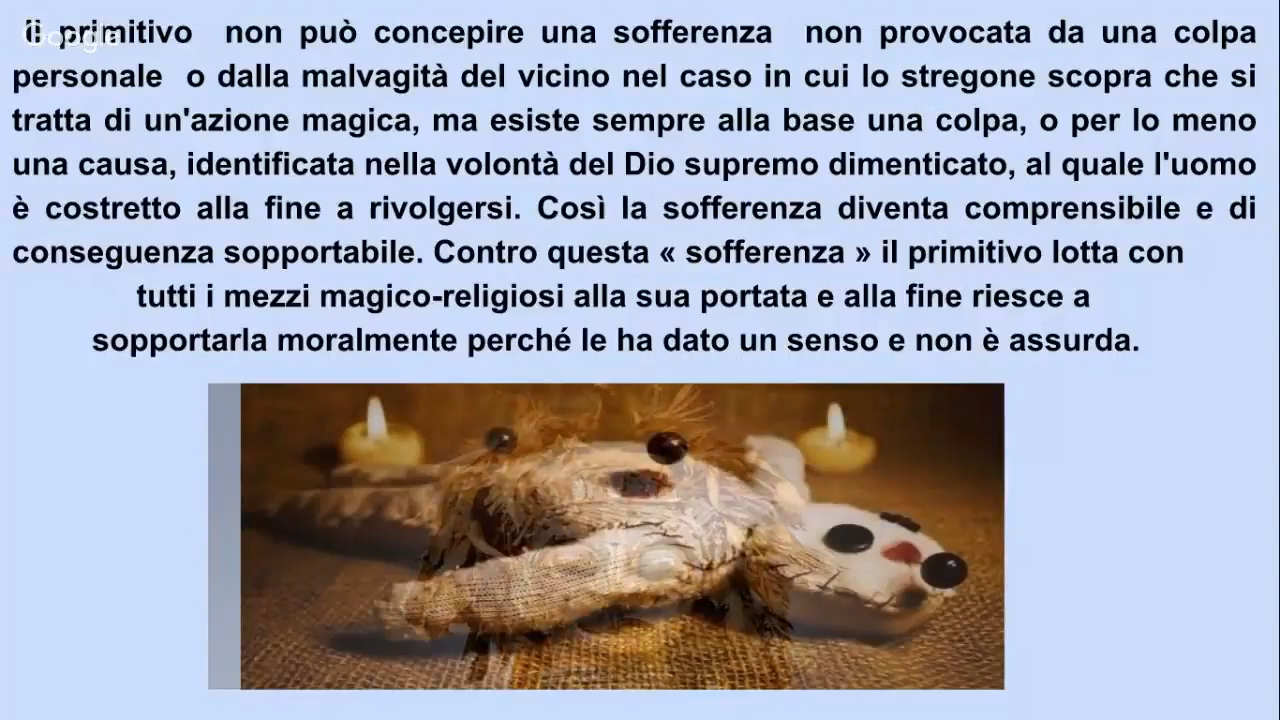 Il primitivo non può concepire una sofferenza non provocata da una colpa
personale o dalla malvagità del vicino nel caso in cui lo stregone scopra che si
tratta di un'azione magica, ma esiste sempre alla base una colpa, o per lo meno
una causa, identificata nella volontà del Dio supremo dimenticato, al quale l'uomo
è costretto alla fine a rivolgersi. Così la sofferenza diventa comprensibile e di
conseguenza sopportabile. Contro questa « sofferenza » il primitivo lotta con
tutti i mezzi magico-religiosi alla sua portata e alla fine riesce a
sopportarla moralmente perché le ha dato un senso e non è assurda.
Google